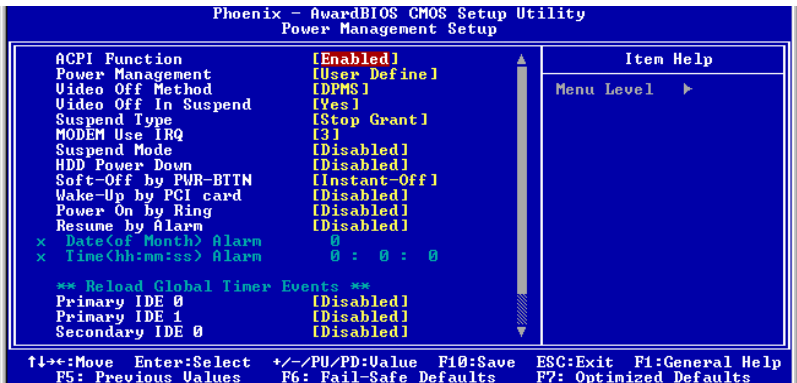 Phoenix - AwardBIOS CMOS Setup Utility
Power Management Setup
ACPI Function [Enabled]
Power Management [User Define]
Video Off Method [DPMS]
Video Off In Suspend [Yes]
Suspend Type [Stop Grant]
MODEM Use IRQ [3]
Suspend Mode [Disabled]
HDD Power Down [Disabled]
Soft-Off by PWR-BTTN [Instant-Off]
Wake-Up by PCI card [Disabled]
Power On by Ring [Disabled]
Resume by Alarm [Disabled]
x Date(of Month) Alarm 0
x Time(hh:mm:ss) Alarm 0 : 0 : 0
** Reload Global Timer Events **
Primary IDE 0 [Disabled]
Primary IDE 1 [Disabled]
Secondary IDE 0 [Disabled]
Item Help
Menu Level ►
↑↓→←:Move Enter:Select +/-/PU/PD:Value F10:Save ESC:Exit F1:General Help
F5: Previous Values F6: Fail-Safe Defaults F7: Optimized Defaults